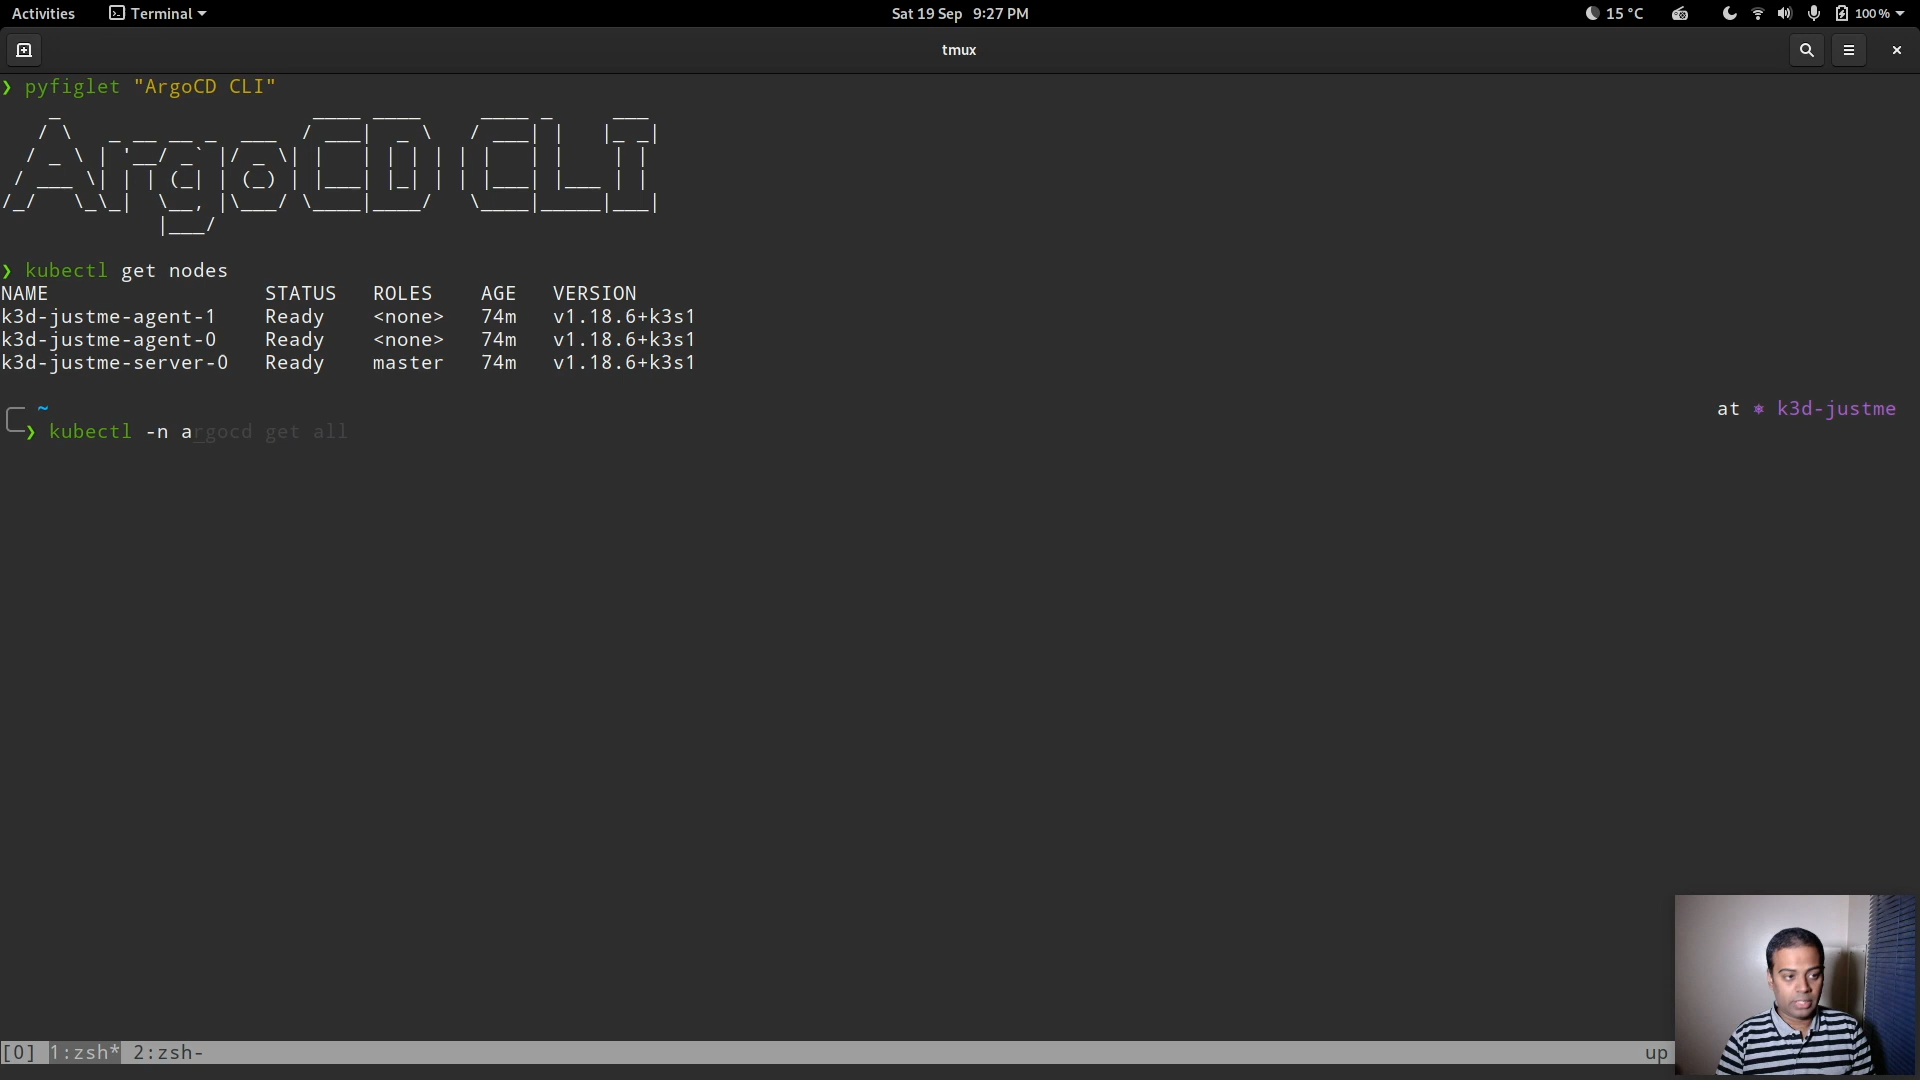 Activities Terminal Sat 19 Sep 9:27 PM 15 °C 100 %
tmux
❯ pyfiglet "ArgoCD CLI"
ArgoCD CLI
❯ kubectl get nodes
NAME STATUS ROLES AGE VERSION
k3d-justme-agent-1 Ready <none> 74m v1.18.6+k3s1
k3d-justme-agent-0 Ready <none> 74m v1.18.6+k3s1
k3d-justme-server-0 Ready master 74m v1.18.6+k3s1
~ at ⎈ k3d-justme
❯ kubectl -n argocd get all
[0] 1:zsh* 2:zsh- up